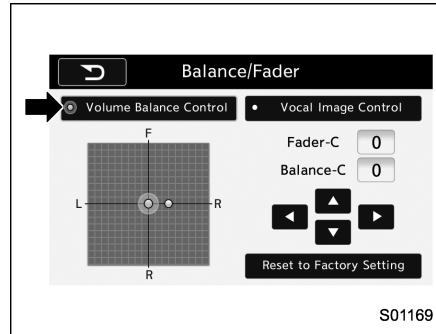 Balance/Fader
Volume Balance Control
• Vocal Image Control
F
L
R
R
Fader-C 0
Balance-C 0
Reset to Factory Setting
S01169